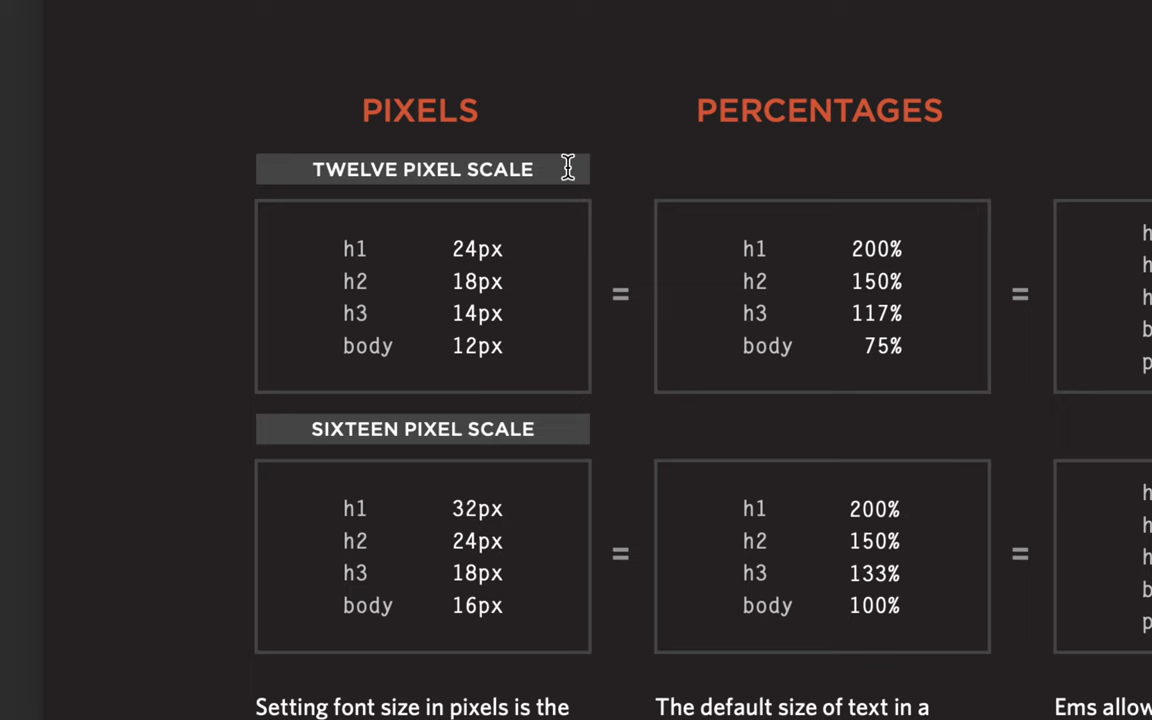 PIXELS PERCENTAGES
TWELVE PIXEL SCALE
h1 24px
h2 18px
h3 14px
body 12px
=
h1 200%
h2 150%
h3 117%
body 75%
=
h
h
h
b
p
SIXTEEN PIXEL SCALE
h1 32px
h2 24px
h3 18px
body 16px
=
h1 200%
h2 150%
h3 133%
body 100%
=
h
h
h
b
p
Setting font size in pixels is the
The default size of text in a
Ems allow